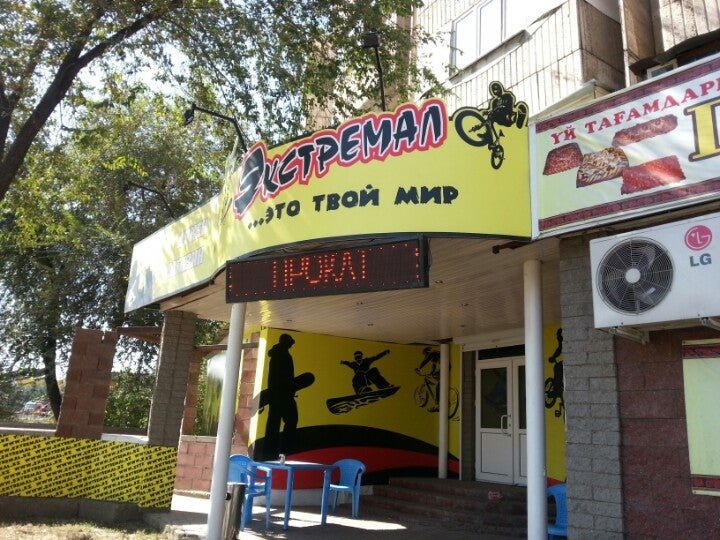 Экстремал
...это твой мир
ПРОКАТ
ҮЙ ТАҒАМДАРЫ
LG